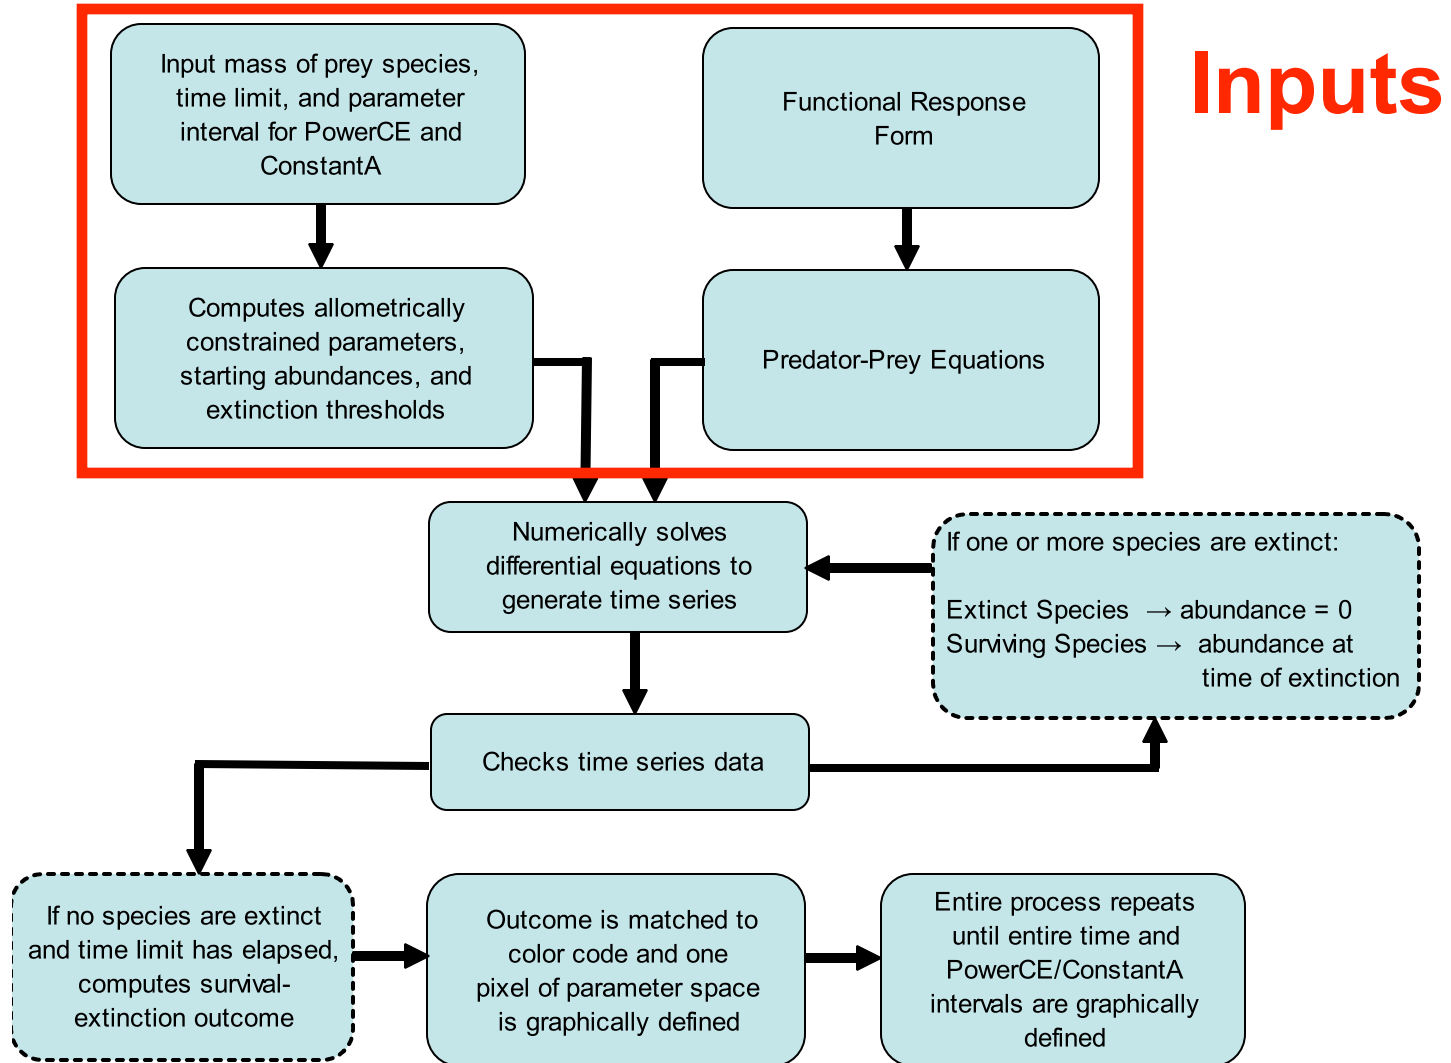 Inputs
Input mass of prey species,
time limit, and parameter
interval for PowerCE and
ConstantA
Functional Response
Form
Computes allometrically
constrained parameters,
starting abundances, and
extinction thresholds
Predator-Prey Equations
Numerically solves
differential equations to
generate time series
If one or more species are extinct:
Extinct Species → abundance = 0
Surviving Species → abundance at
time of extinction
Checks time series data
If no species are extinct
and time limit has elapsed,
computes survival-
extinction outcome
Outcome is matched to
color code and one
pixel of parameter space
is graphically defined
Entire process repeats
until entire time and
PowerCE/ConstantA
intervals are graphically
defined